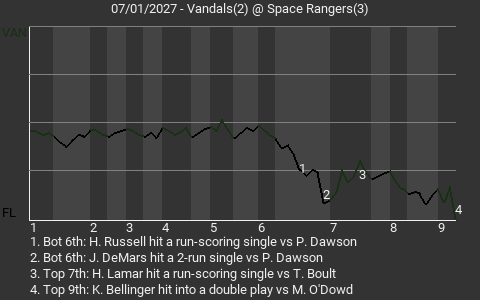 07/01/2027 - Vandals(2) @ Space Rangers(3)
VAN
1
2
3
4
FL
1 2 3 4 5 6 7 8 9
1. Bot 6th: H. Russell hit a run-scoring single vs P. Dawson
2. Bot 6th: J. DeMars hit a 2-run single vs P. Dawson
3. Top 7th: H. Lamar hit a run-scoring single vs T. Boult
4. Top 9th: K. Bellinger hit into a double play vs M. O'Dowd